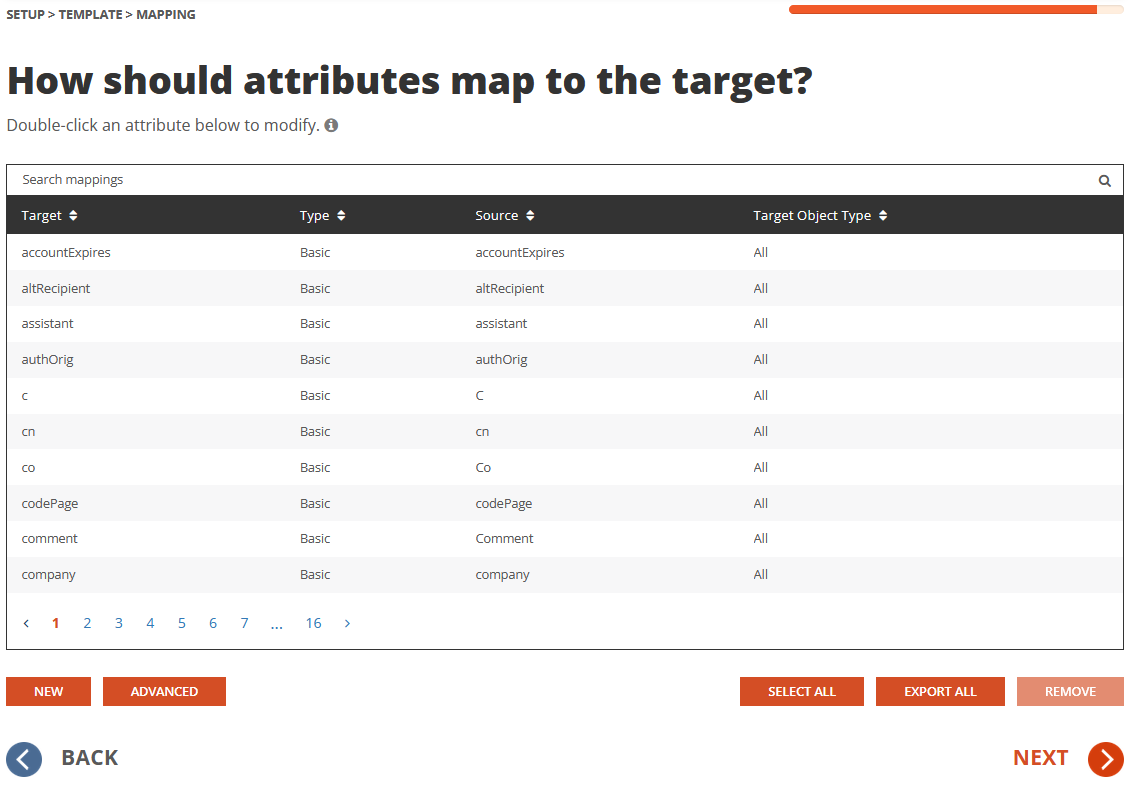 SETUP > TEMPLATE > MAPPING
How should attributes map to the target?
Double-click an attribute below to modify.
Search mappings
Target Type Source Target Object Type
accountExpires Basic accountExpires All
altRecipient Basic altRecipient All
assistant Basic assistant All
authOrig Basic authOrig All
c Basic C All
cn Basic cn All
co Basic Co All
codePage Basic codePage All
comment Basic Comment All
company Basic company All
‹ 1 2 3 4 5 6 7 ... 16 ›
NEW ADVANCED SELECT ALL EXPORT ALL REMOVE
BACK NEXT